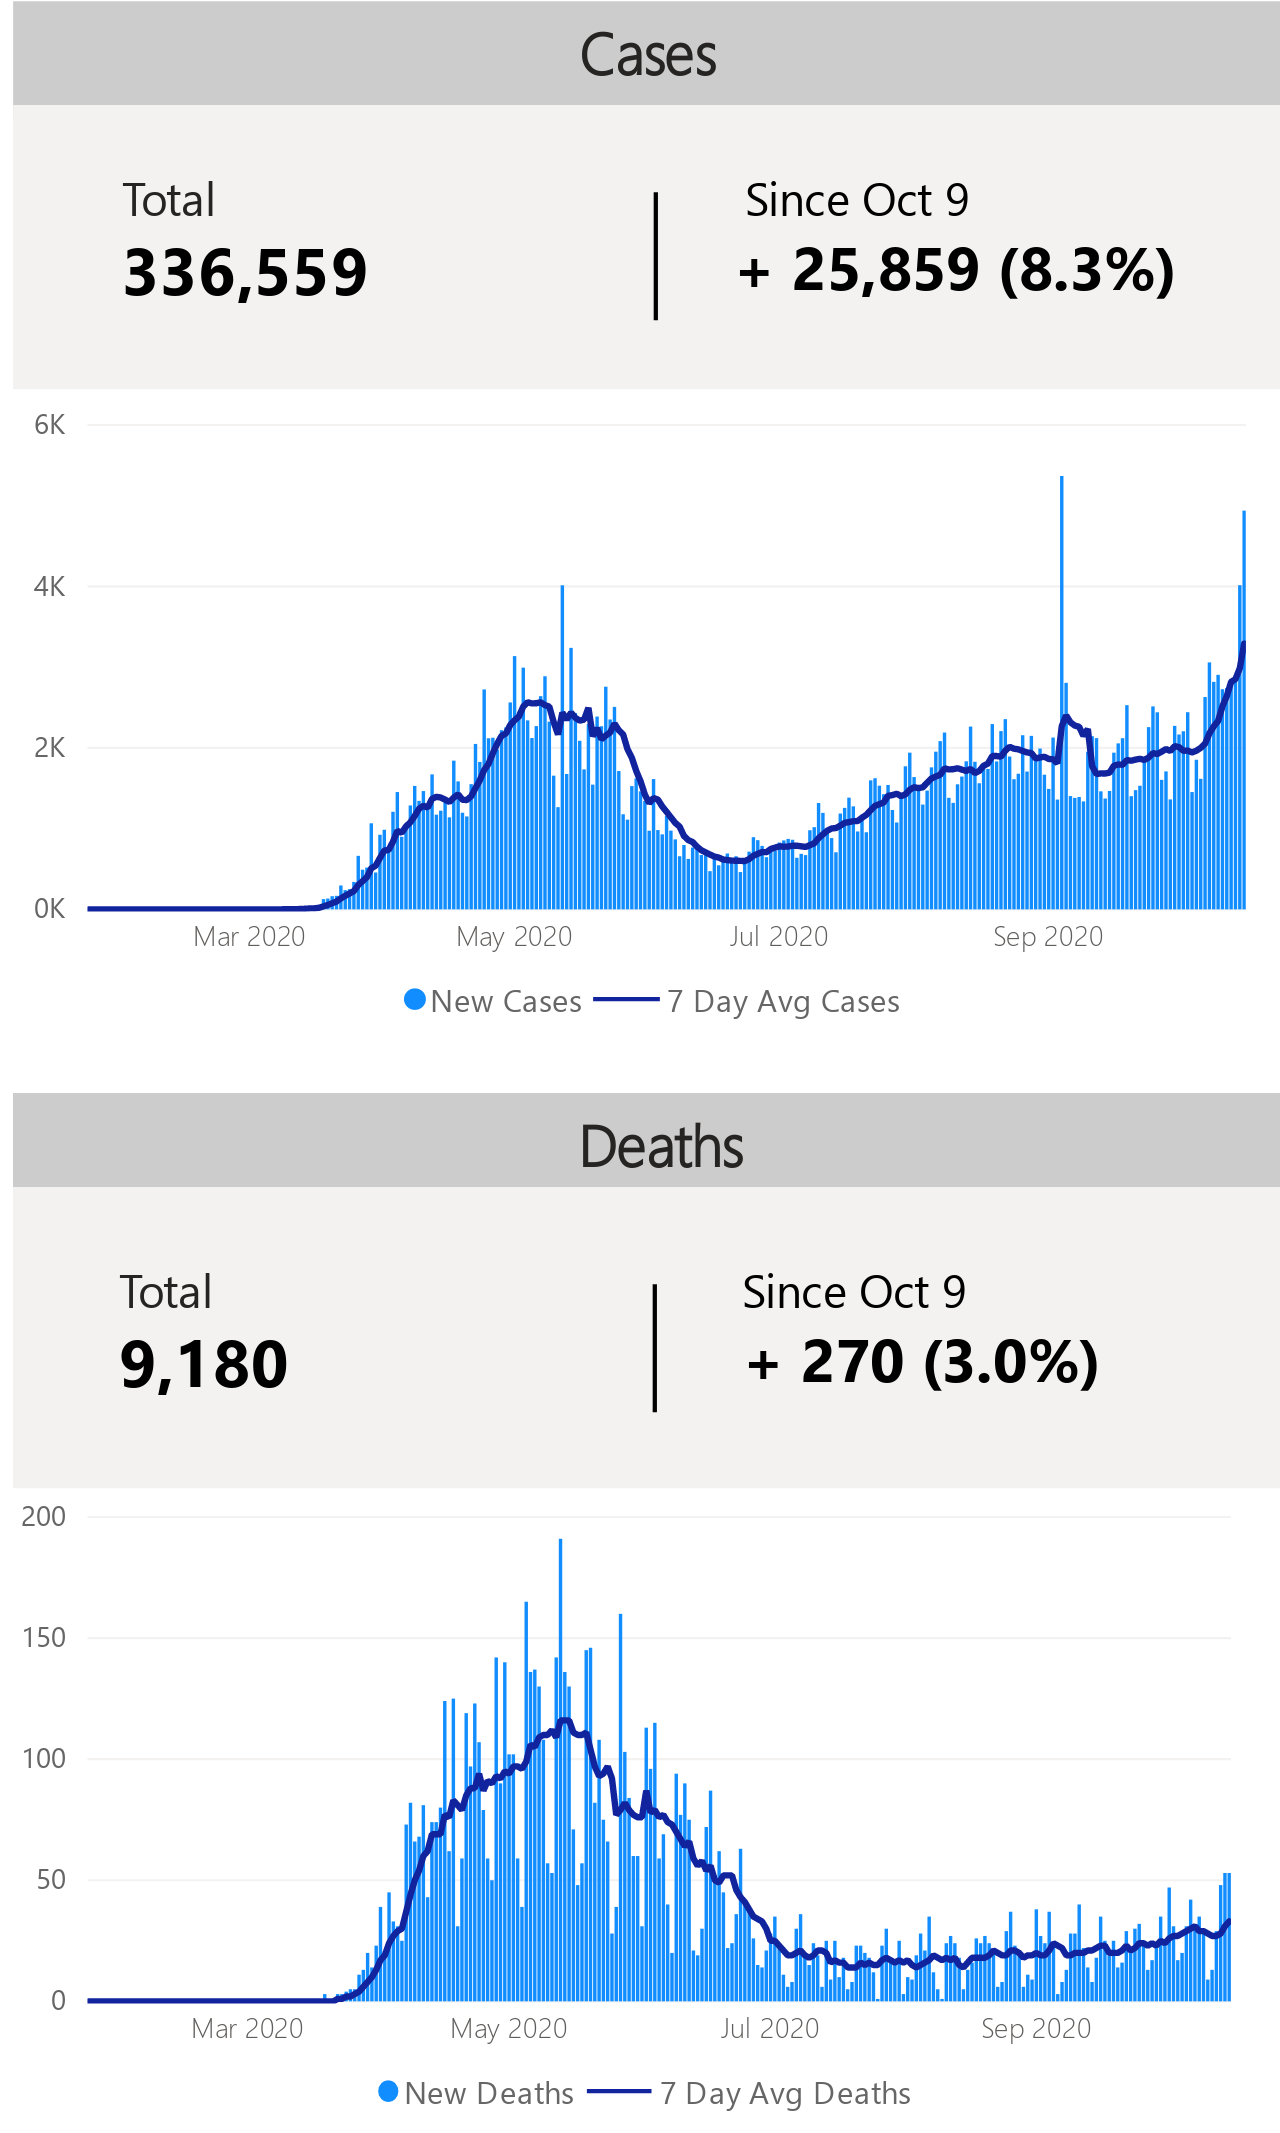 Cases
Total
Since Oct 9
336,559
+ 25,859 (8.3%)
6K
4K
2K
0K
Mar 2020
May 2020
Jul 2020
Sep 2020
New Cases
7 Day Avg Cases
Deaths
Total
Since Oct 9
9,180
+ 270 (3.0%)
200
150
100
50
0
Mar 2020
May 2020
Jul 2020
Sep 2020
New Deaths
7 Day Avg Deaths